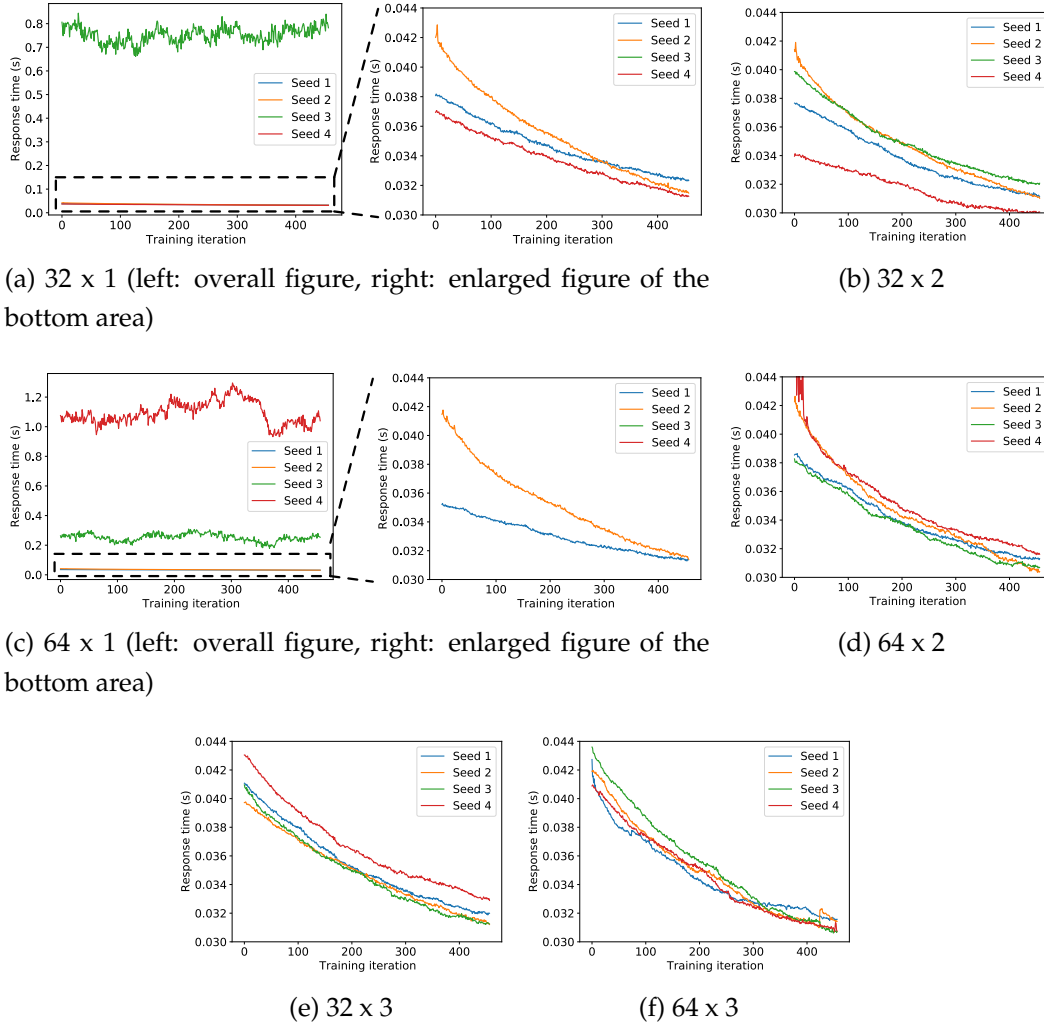 0.8
0.7
0.6
0.5
0.4
0.3
0.2
0.1
0.0
Response time (s)
0 100 200 300 400
Training iteration
Seed 1
Seed 2
Seed 3
Seed 4
0.044
0.042
0.040
0.038
0.036
0.034
0.032
0.030
Response time (s)
0 100 200 300 400
Training iteration
Seed 1
Seed 2
Seed 3
Seed 4
0.044
0.042
0.040
0.038
0.036
0.034
0.032
0.030
Response time (s)
0 100 200 300 400
Training iteration
Seed 1
Seed 2
Seed 3
Seed 4
(a) 32 x 1 (left: overall figure, right: enlarged figure of the
bottom area)
(b) 32 x 2
1.2
1.0
0.8
0.6
0.4
0.2
0.0
Response time (s)
0 100 200 300 400
Training iteration
Seed 1
Seed 2
Seed 3
Seed 4
0.044
0.042
0.040
0.038
0.036
0.034
0.032
0.030
Response time (s)
0 100 200 300 400
Training iteration
Seed 1
Seed 2
Seed 3
Seed 4
0.044
0.042
0.040
0.038
0.036
0.034
0.032
0.030
Response time (s)
0 100 200 300 400
Training iteration
Seed 1
Seed 2
Seed 3
Seed 4
(c) 64 x 1 (left: overall figure, right: enlarged figure of the
bottom area)
(d) 64 x 2
0.044
0.042
0.040
0.038
0.036
0.034
0.032
0.030
Response time (s)
0 100 200 300 400
Training iteration
Seed 1
Seed 2
Seed 3
Seed 4
0.044
0.042
0.040
0.038
0.036
0.034
0.032
0.030
Response time (s)
0 100 200 300 400
Training iteration
Seed 1
Seed 2
Seed 3
Seed 4
(e) 32 x 3
(f) 64 x 3